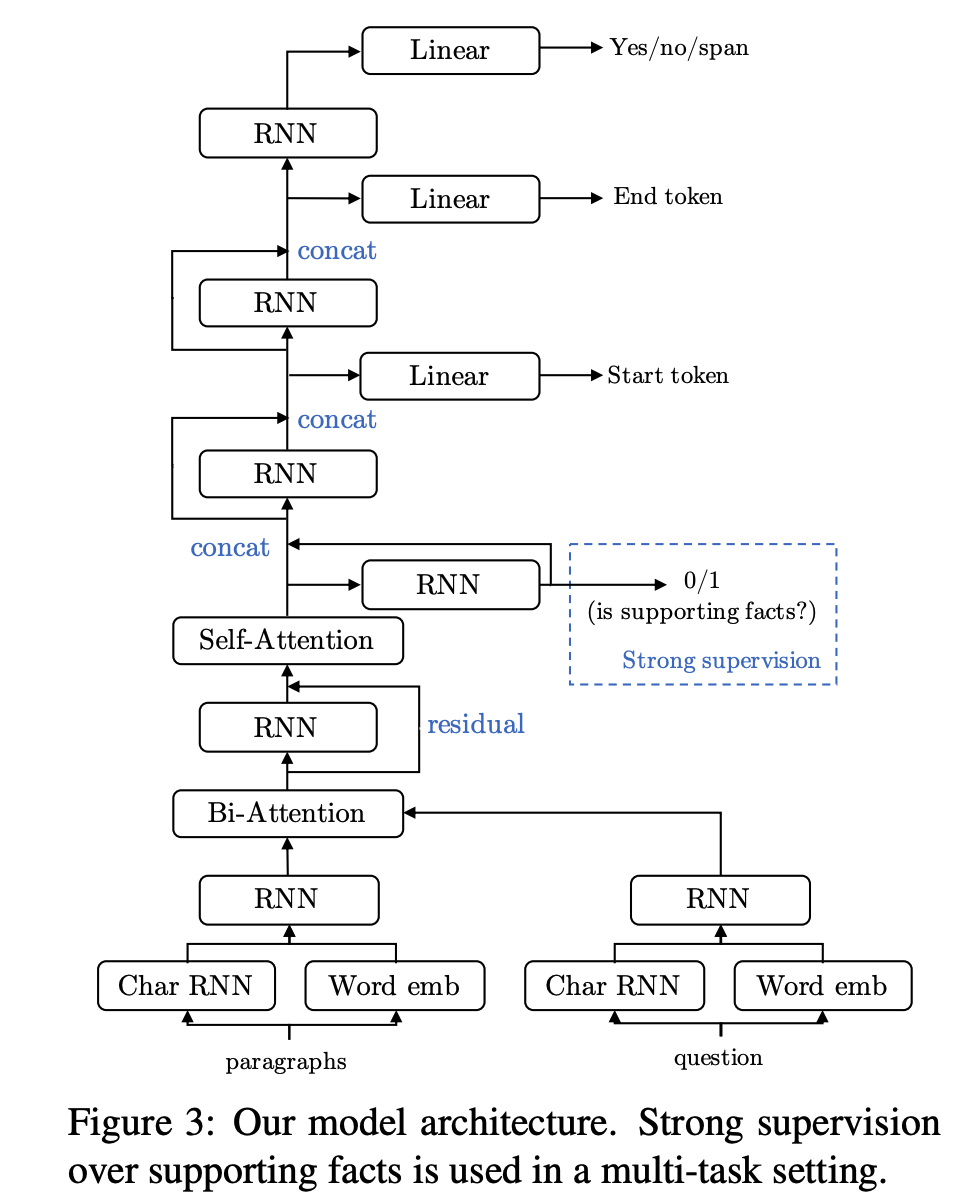 Linear
Yes/no/span
RNN
Linear
End token
concat
RNN
Linear
Start token
concat
RNN
concat
RNN
0/1
(is supporting facts?)
Strong supervision
Self-Attention
RNN
residual
Bi-Attention
RNN
RNN
Char RNN
Word emb
Char RNN
Word emb
paragraphs
question
Figure 3: Our model architecture. Strong supervision
over supporting facts is used in a multi-task setting.